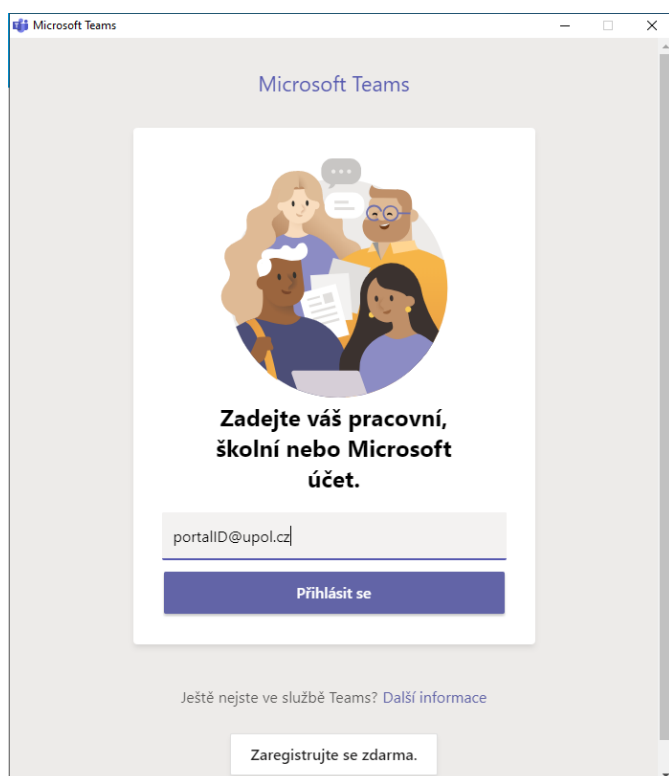 Microsoft Teams
Microsoft Teams
Zadejte váš pracovní,
školní nebo Microsoft
účet.
portalID@upol.cz
Přihlásit se
Ještě nejste ve službě Teams? Další informace
Zaregistrujte se zdarma.